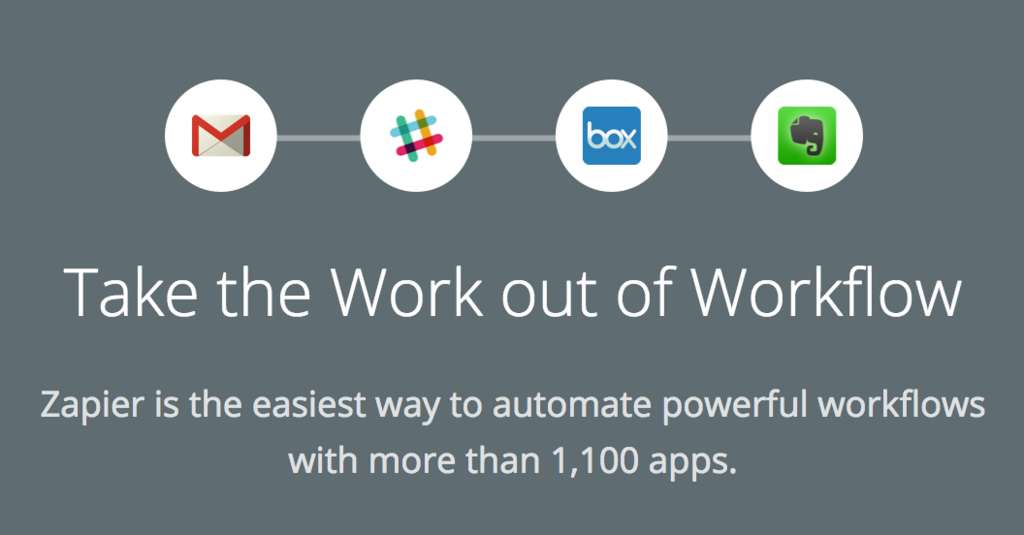 box
Take the Work out of Workflow
Zapier is the easiest way to automate powerful workflows
with more than 1,100 apps.